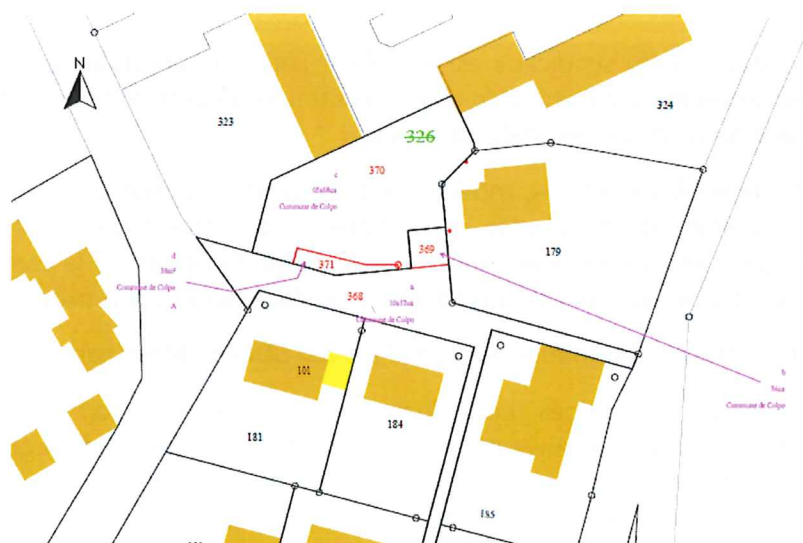 N
323
326
324
370
c
Commune de Colpo
179
369
d
371
Commune de Colpo
368
a
A
Commune de Colpo
101
b
Commune de Colpo
181
184
185